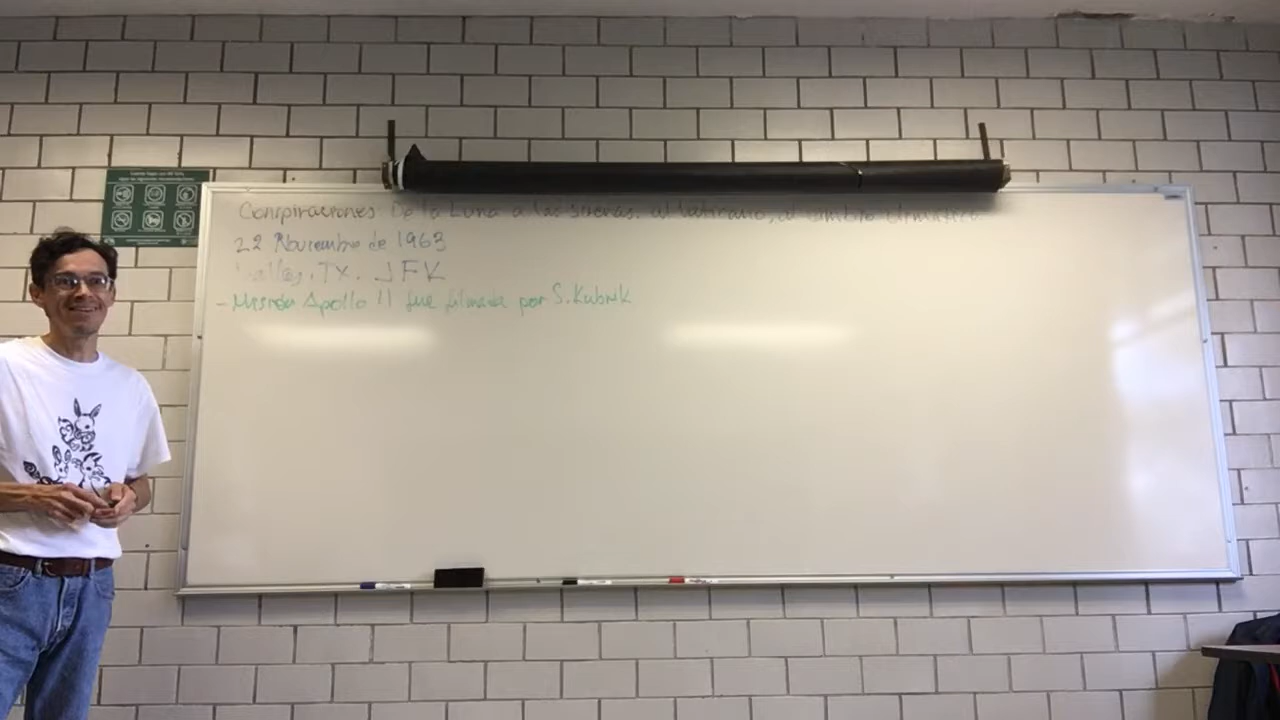 Conspiraciones De la Luna a las sirenas, al vaticano, al cambio climático
22 Noviembre de 1963
TX. JFK
- Misión Apollo 11 fue filmada por S. Kubrik